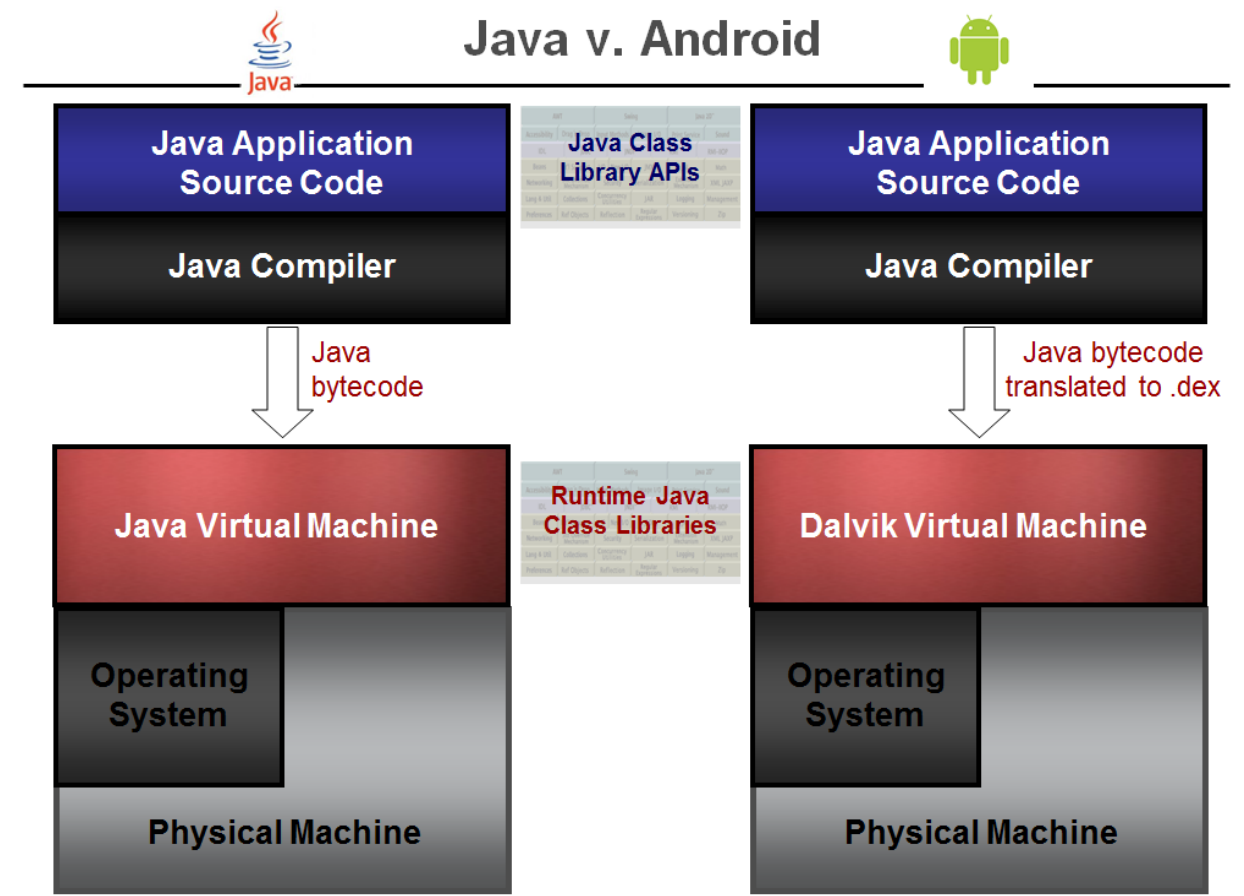 Java v. Android
Java
Java Application
Source Code
Java Compiler
Java Class
Library APIs
Java Application
Source Code
Java Compiler
Java
bytecode
Java bytecode
translated to .dex
Java Virtual Machine
Runtime Java
Class Libraries
Dalvik Virtual Machine
Operating
System
Physical Machine
Operating
System
Physical Machine